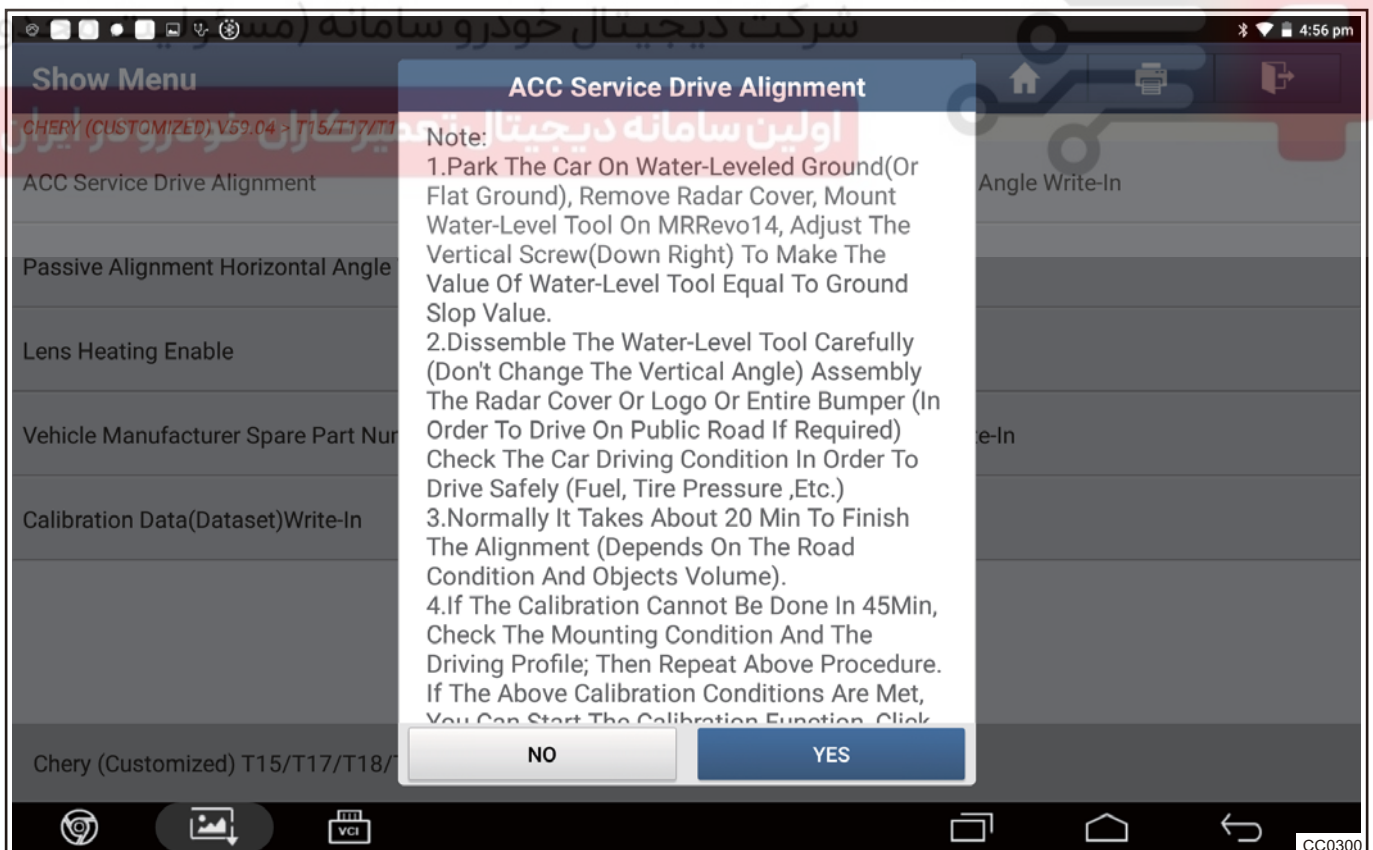 شرکت دیجیتال خودرو سامانه (مسئولیت
4:56 pm
Show Menu
ACC Service Drive Alignment
CHERY (CUSTOMIZED) V59.04 > T15/T17/T1
اولین سامانه دیجیتال تعمیرکاران خودرو در ایران
Note:
1.Park The Car On Water-Leveled Ground(Or
ACC Service Drive Alignment
Angle Write-In
Flat Ground), Remove Radar Cover, Mount
Water-Level Tool On MRRevo14, Adjust The
Vertical Screw(Down Right) To Make The
Passive Alignment Horizontal Angle
Value Of Water-Level Tool Equal To Ground
Slop Value.
2.Dissemble The Water-Level Tool Carefully
Lens Heating Enable
(Don't Change The Vertical Angle) Assembly
The Radar Cover Or Logo Or Entire Bumper (In
Order To Drive On Public Road If Required)
Vehicle Manufacturer Spare Part Nur
e-In
Check The Car Driving Condition In Order To
Drive Safely (Fuel, Tire Pressure ,Etc.)
3.Normally It Takes About 20 Min To Finish
Calibration Data(Dataset)Write-In
The Alignment (Depends On The Road
Condition And Objects Volume).
4.If The Calibration Cannot Be Done In 45Min,
Check The Mounting Condition And The
Driving Profile; Then Repeat Above Procedure.
If The Above Calibration Conditions Are Met,
You Can Start The Calibration Function, Click
NO
YES
Chery (Customized) T15/T17/T18/
VCI
CC0300